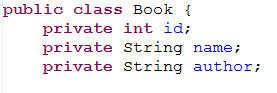 public class Book {
    private int id;
    private String name;
    private String author;